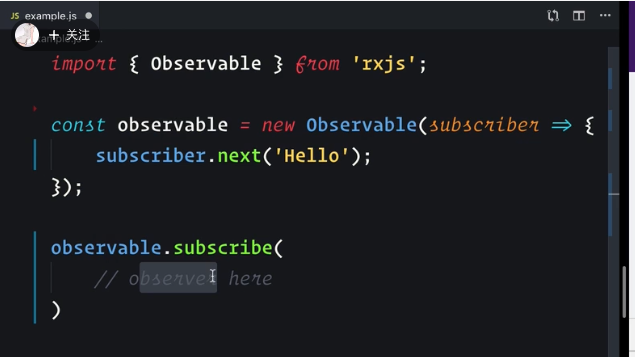 JS example.js
+ 关注
import { Observable } from 'rxjs';
const observable = new Observable(subscriber => {
subscriber.next('Hello');
});
observable.subscribe(
// observer here
)